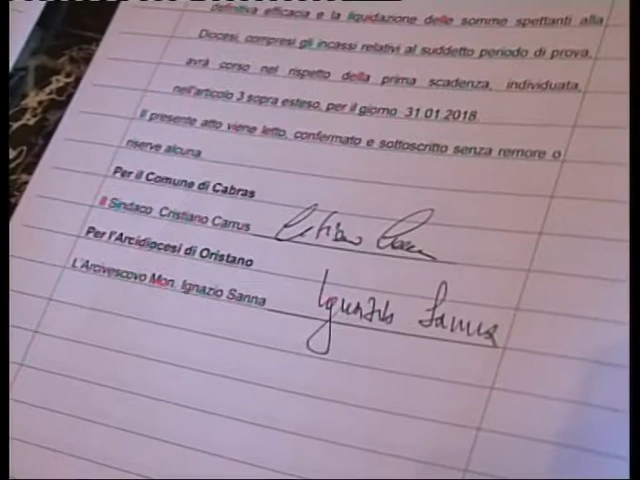 definitiva efficacia e la liquidazione delle somme spettanti alla
Diocesi, compresi gli incassi relativi al suddetto periodo di prova,
avrà corso nel rispetto della prima scadenza, individuata,
nell'articolo 3 sopra esteso, per il giorno 31.01.2018.
Il presente atto viene letto, confermato e sottoscritto senza remore o
riserve alcuna.
Per il Comune di Cabras
Il Sindaco Cristiano Carrus
Per l'Arcidiocesi di Oristano
L'Arcivescovo Mon. Ignazio Sanna Ignazio Sanna